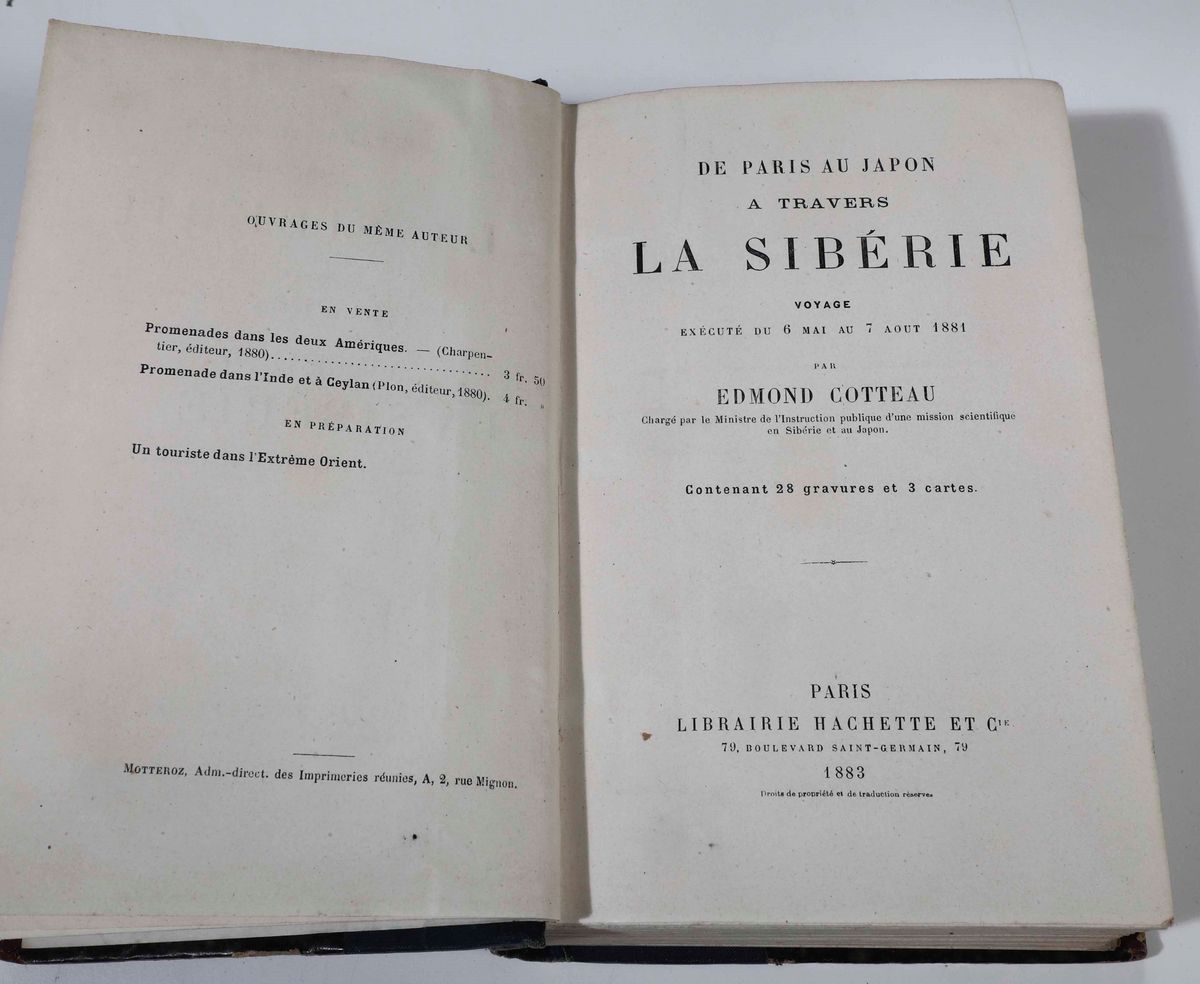 OUVRAGES DU MÊME AUTEUR
EN VENTE
Promenades dans les deux Amériques. — (Charpen-
tier, éditeur, 1880)........................................ 3 fr. 50
Promenade dans l'Inde et à Ceylan (Plon, éditeur, 1880). 4 fr. »
EN PRÉPARATION
Un touriste dans l'Extrême Orient.
MOTTEROZ, Adm.-direct. des Imprimeries réunies, A, 2, rue Mignon.
DE PARIS AU JAPON
A TRAVERS
LA SIBÉRIE
VOYAGE
EXÉCUTÉ DU 6 MAI AU 7 AOUT 1881
PAR
EDMOND COTTEAU
Chargé par le Ministre de l'Instruction publique d'une mission scientifique
en Sibérie et au Japon.
Contenant 28 gravures et 3 cartes.
PARIS
LIBRAIRIE HACHETTE ET CIE
79, BOULEVARD SAINT-GERMAIN, 79
1883
Droits de propriété et de traduction réservés